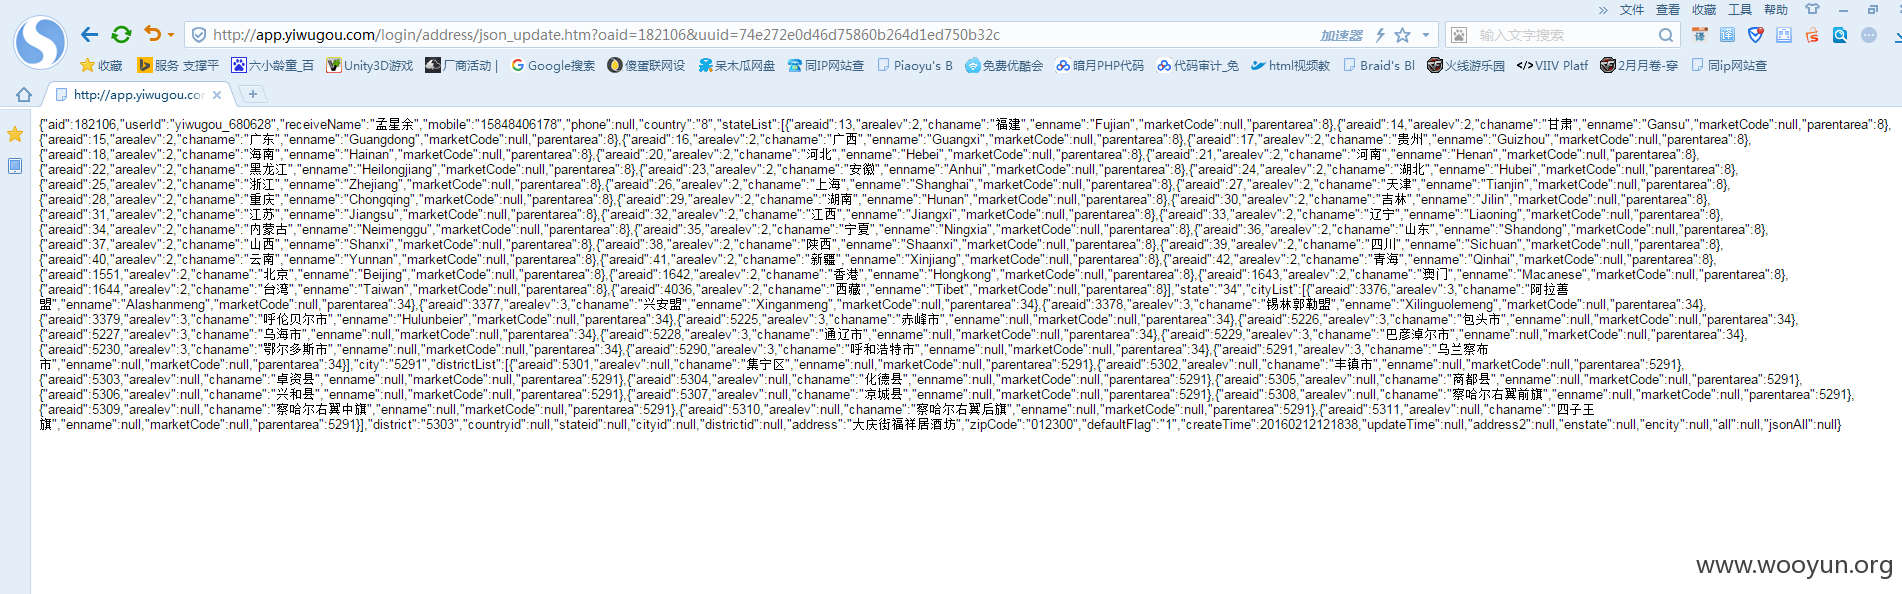 » 文件 查看 收藏 工具 帮助
http://app.yiwugou.com/login/address/json_update.htm?oaid=182106&uuid=74e272e0d46d75860b264d1ed750b32c 加速器 输入文字搜索
收藏 服务 支撑平 六小龄童_百 Unity3D游戏 厂商活动 | Google搜索 傻蛋联网设 呆木瓜网盘 同IP网站查 Piaoyu's B 免费优酷会 暗月PHP代码 代码审计_免 html视频教 Braid's Bl 火线游乐园 </>VIIV Platf 2月月卷-穿 同ip网站查
http://app.yiwugou.cor × +
{"aid":182106,"userId":"yiwugou_680628","receiveName":"孟星余","mobile":"15848406178","phone":null,"country":"8","stateList":[{"areaid":13,"arealev":2,"chaname":"福建","enname":"Fujian","marketCode":null,"parentarea":8},{"areaid":14,"arealev":2,"chaname":"甘肃","enname":"Gansu","marketCode":null,"parentarea":8},
{"areaid":15,"arealev":2,"chaname":"广东","enname":"Guangdong","marketCode":null,"parentarea":8},{"areaid":16,"arealev":2,"chaname":"广西","enname":"Guangxi","marketCode":null,"parentarea":8},{"areaid":17,"arealev":2,"chaname":"贵州","enname":"Guizhou","marketCode":null,"parentarea":8},
{"areaid":18,"arealev":2,"chaname":"海南","enname":"Hainan","marketCode":null,"parentarea":8},{"areaid":20,"arealev":2,"chaname":"河北","enname":"Hebei","marketCode":null,"parentarea":8},{"areaid":21,"arealev":2,"chaname":"河南","enname":"Henan","marketCode":null,"parentarea":8},
{"areaid":22,"arealev":2,"chaname":"黑龙江","enname":"Heilongjiang","marketCode":null,"parentarea":8},{"areaid":23,"arealev":2,"chaname":"安徽","enname":"Anhui","marketCode":null,"parentarea":8},{"areaid":24,"arealev":2,"chaname":"湖北","enname":"Hubei","marketCode":null,"parentarea":8},
{"areaid":25,"arealev":2,"chaname":"浙江","enname":"Zhejiang","marketCode":null,"parentarea":8},{"areaid":26,"arealev":2,"chaname":"上海","enname":"Shanghai","marketCode":null,"parentarea":8},{"areaid":27,"arealev":2,"chaname":"天津","enname":"Tianjin","marketCode":null,"parentarea":8},
{"areaid":28,"arealev":2,"chaname":"重庆","enname":"Chongqing","marketCode":null,"parentarea":8},{"areaid":29,"arealev":2,"chaname":"湖南","enname":"Hunan","marketCode":null,"parentarea":8},{"areaid":30,"arealev":2,"chaname":"吉林","enname":"Jilin","marketCode":null,"parentarea":8},
{"areaid":31,"arealev":2,"chaname":"江苏","enname":"Jiangsu","marketCode":null,"parentarea":8},{"areaid":32,"arealev":2,"chaname":"江西","enname":"Jiangxi","marketCode":null,"parentarea":8},{"areaid":33,"arealev":2,"chaname":"辽宁","enname":"Liaoning","marketCode":null,"parentarea":8},
{"areaid":34,"arealev":2,"chaname":"内蒙古","enname":"Neimenggu","marketCode":null,"parentarea":8},{"areaid":35,"arealev":2,"chaname":"宁夏","enname":"Ningxia","marketCode":null,"parentarea":8},{"areaid":36,"arealev":2,"chaname":"山东","enname":"Shandong","marketCode":null,"parentarea":8},
{"areaid":37,"arealev":2,"chaname":"山西","enname":"Shanxi","marketCode":null,"parentarea":8},{"areaid":38,"arealev":2,"chaname":"陕西","enname":"Shaanxi","marketCode":null,"parentarea":8},{"areaid":39,"arealev":2,"chaname":"四川","enname":"Sichuan","marketCode":null,"parentarea":8},
{"areaid":40,"arealev":2,"chaname":"云南","enname":"Yunnan","marketCode":null,"parentarea":8},{"areaid":41,"arealev":2,"chaname":"新疆","enname":"Xinjiang","marketCode":null,"parentarea":8},{"areaid":42,"arealev":2,"chaname":"青海","enname":"Qinhai","marketCode":null,"parentarea":8},
{"areaid":1551,"arealev":2,"chaname":"北京","enname":"Beijing","marketCode":null,"parentarea":8},{"areaid":1642,"arealev":2,"chaname":"香港","enname":"Hongkong","marketCode":null,"parentarea":8},{"areaid":1643,"arealev":2,"chaname":"澳门","enname":"Macanese","marketCode":null,"parentarea":8},
{"areaid":1644,"arealev":2,"chaname":"台湾","enname":"Taiwan","marketCode":null,"parentarea":8},{"areaid":4036,"arealev":2,"chaname":"西藏","enname":"Tibet","marketCode":null,"parentarea":8}],"state":"34","cityList":[{"areaid":3376,"arealev":3,"chaname":"阿拉善
盟","enname":"Alashanmeng","marketCode":null,"parentarea":34},{"areaid":3377,"arealev":3,"chaname":"兴安盟","enname":"Xinganmeng","marketCode":null,"parentarea":34},{"areaid":3378,"arealev":3,"chaname":"锡林郭勒盟","enname":"Xilinguolemeng","marketCode":null,"parentarea":34},
{"areaid":3379,"arealev":3,"chaname":"呼伦贝尔市","enname":"Hulunbeier","marketCode":null,"parentarea":34},{"areaid":5225,"arealev":3,"chaname":"赤峰市","enname":null,"marketCode":null,"parentarea":34},{"areaid":5226,"arealev":3,"chaname":"包头市","enname":null,"marketCode":null,"parentarea":34},
{"areaid":5227,"arealev":3,"chaname":"乌海市","enname":null,"marketCode":null,"parentarea":34},{"areaid":5228,"arealev":3,"chaname":"通辽市","enname":null,"marketCode":null,"parentarea":34},{"areaid":5229,"arealev":3,"chaname":"巴彦淖尔市","enname":null,"marketCode":null,"parentarea":34},
{"areaid":5230,"arealev":3,"chaname":"鄂尔多斯市","enname":null,"marketCode":null,"parentarea":34},{"areaid":5290,"arealev":3,"chaname":"呼和浩特市","enname":null,"marketCode":null,"parentarea":34},{"areaid":5291,"arealev":3,"chaname":"乌兰察布
市","enname":null,"marketCode":null,"parentarea":34}],"city":"5291","districtList":[{"areaid":5301,"arealev":null,"chaname":"集宁区","enname":null,"marketCode":null,"parentarea":5291},{"areaid":5302,"arealev":null,"chaname":"丰镇市","enname":null,"marketCode":null,"parentarea":5291},
{"areaid":5303,"arealev":null,"chaname":"卓资县","enname":null,"marketCode":null,"parentarea":5291},{"areaid":5304,"arealev":null,"chaname":"化德县","enname":null,"marketCode":null,"parentarea":5291},{"areaid":5305,"arealev":null,"chaname":"商都县","enname":null,"marketCode":null,"parentarea":5291},
{"areaid":5306,"arealev":null,"chaname":"兴和县","enname":null,"marketCode":null,"parentarea":5291},{"areaid":5307,"arealev":null,"chaname":"凉城县","enname":null,"marketCode":null,"parentarea":5291},{"areaid":5308,"arealev":null,"chaname":"察哈尔右翼前旗","enname":null,"marketCode":null,"parentarea":5291},
{"areaid":5309,"arealev":null,"chaname":"察哈尔右翼中旗","enname":null,"marketCode":null,"parentarea":5291},{"areaid":5310,"arealev":null,"chaname":"察哈尔右翼后旗","enname":null,"marketCode":null,"parentarea":5291},{"areaid":5311,"arealev":null,"chaname":"四子王
旗","enname":null,"marketCode":null,"parentarea":5291}],"district":"5303","countryid":null,"stateid":null,"cityid":null,"districtid":null,"address":"大庆街福祥居酒坊","zipCode":"012300","defaultFlag":"1","createTime":20160212121838,"updateTime":null,"address2":null,"enstate":null,"encity":null,"all":null,"jsonAll":null}
www.wooyun.org